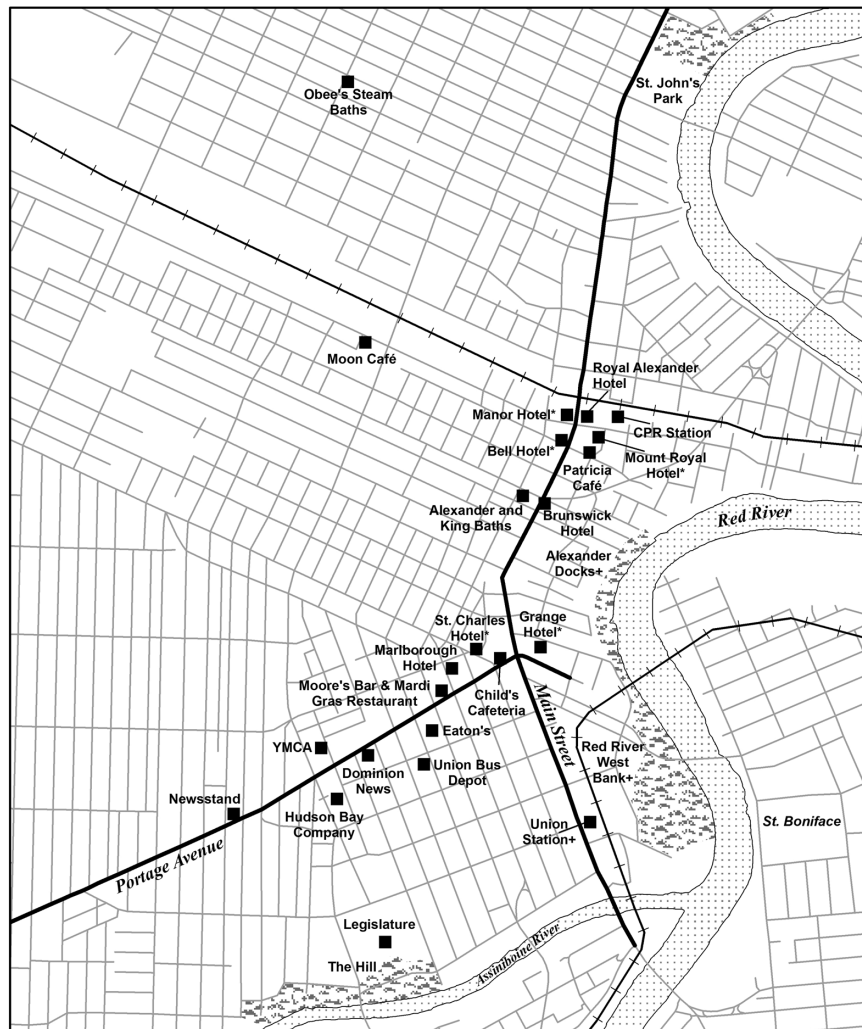 Obee's Steam
Baths
St. John's
Park
Moon Café
Royal Alexander
Hotel
Manor Hotel*
CPR Station
Bell Hotel*
Mount Royal
Hotel*
Patricia
Café
Alexander and
King Baths
Brunswick
Hotel
Red River
Alexander
Docks+
St. Charles
Hotel*
Grange
Hotel*
Marlborough
Hotel
Moore's Bar & Mardi
Gras Restaurant
Child's
Cafeteria
Main Street
Eaton's
YMCA
Dominion
News
Union Bus
Depot
Red River
West
Bank+
Newsstand
Hudson Bay
Company
Union
Station+
St. Boniface
Portage Avenue
Legislature
The Hill
Assiniboine River